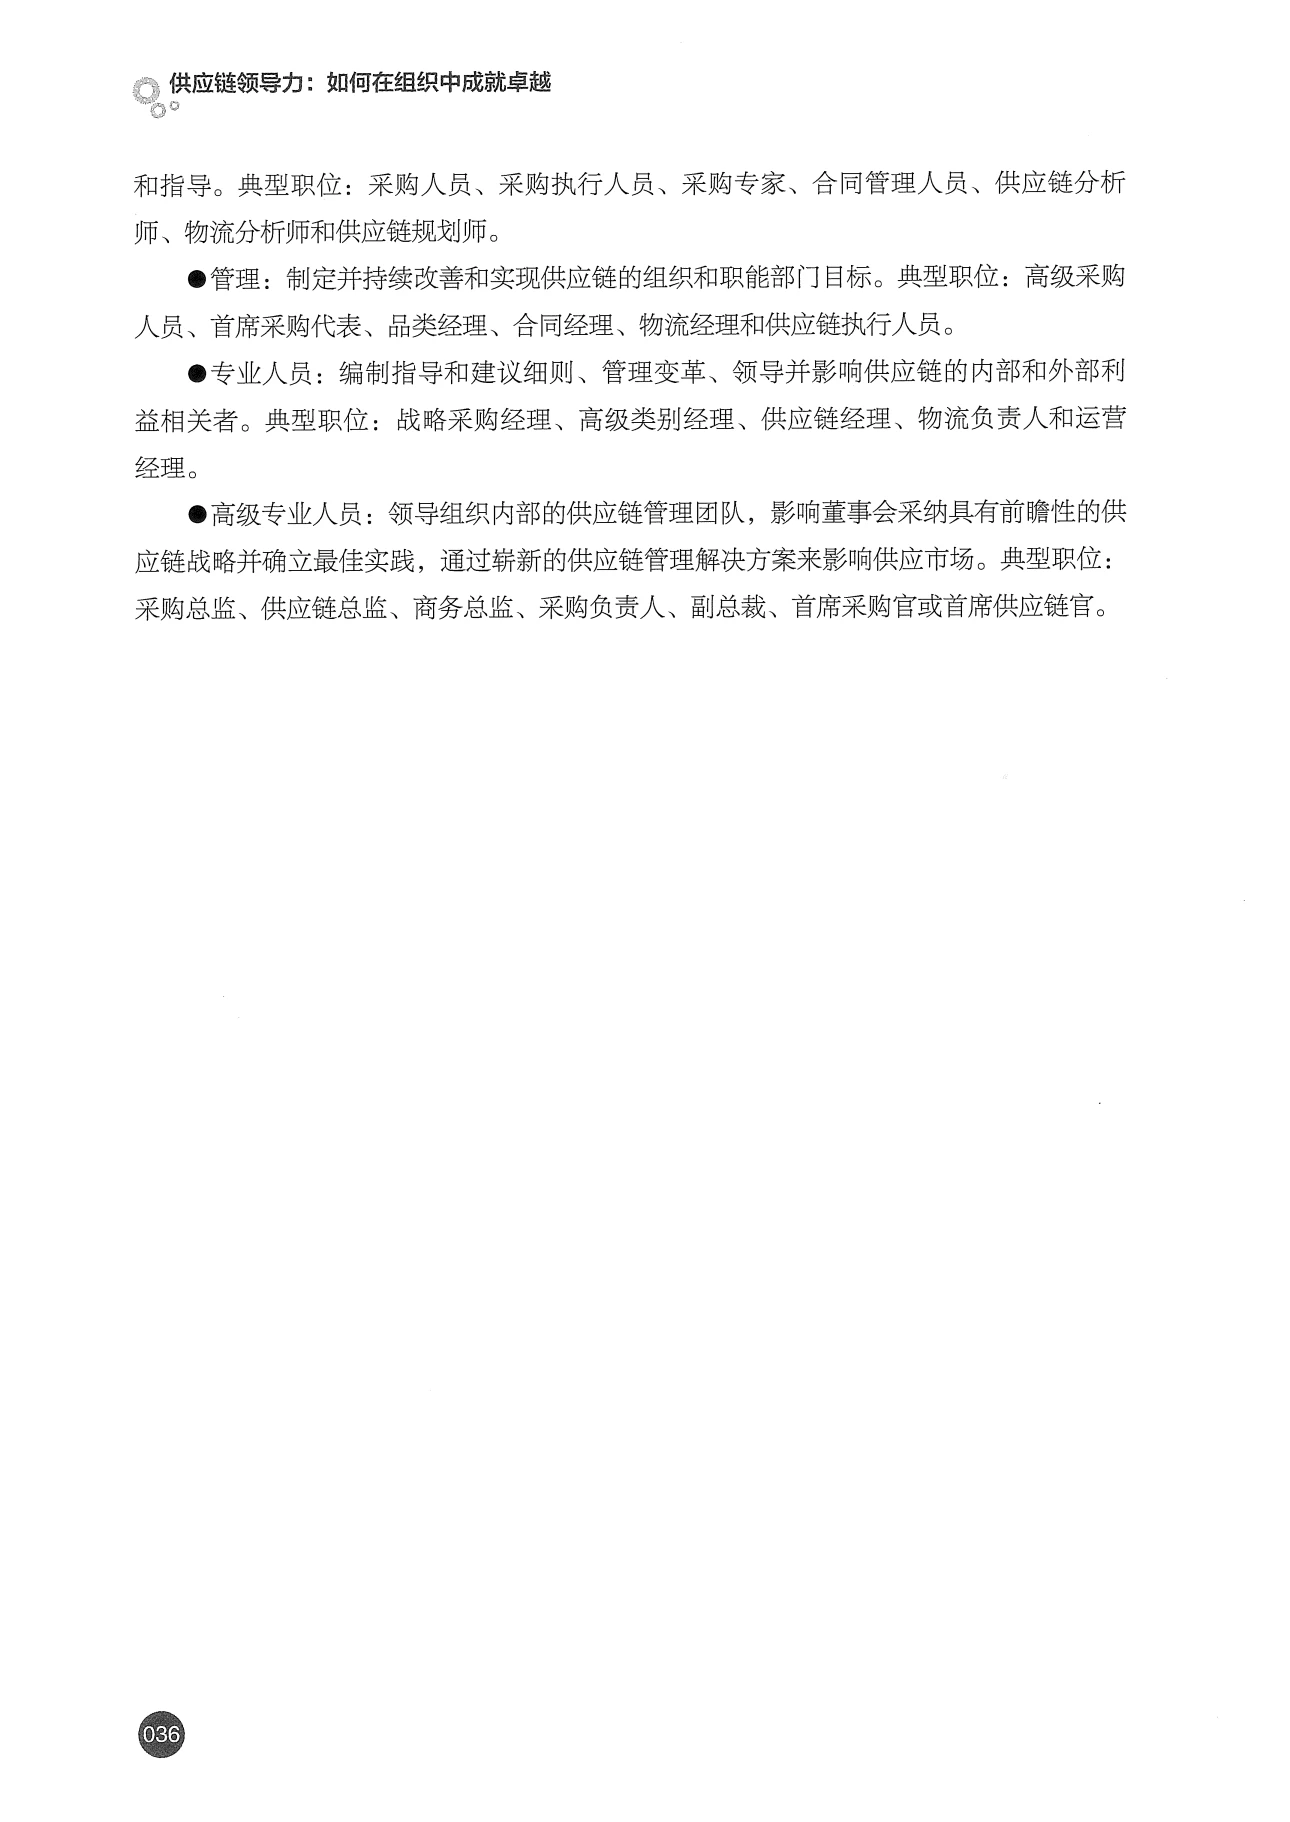 供应链领导力：如何在组织中成就卓越
和指导。典型职位：采购人员、采购执行人员、采购专家、合同管理人员、供应链分析
师、物流分析师和供应链规划师。
●管理：制定并持续改善和实现供应链的组织和职能部门目标。典型职位：高级采购
人员、首席采购代表、品类经理、合同经理、物流经理和供应链执行人员。
●专业人员：编制指导和建议细则、管理变革、领导并影响供应链的内部和外部利
益相关者。典型职位：战略采购经理、高级类别经理、供应链经理、物流负责人和运营
经理。
●高级专业人员：领导组织内部的供应链管理团队，影响董事会采纳具有前瞻性的供
应链战略并确立最佳实践，通过崭新的供应链管理解决方案来影响供应市场。典型职位：
采购总监、供应链总监、商务总监、采购负责人、副总裁、首席采购官或首席供应链官。
036